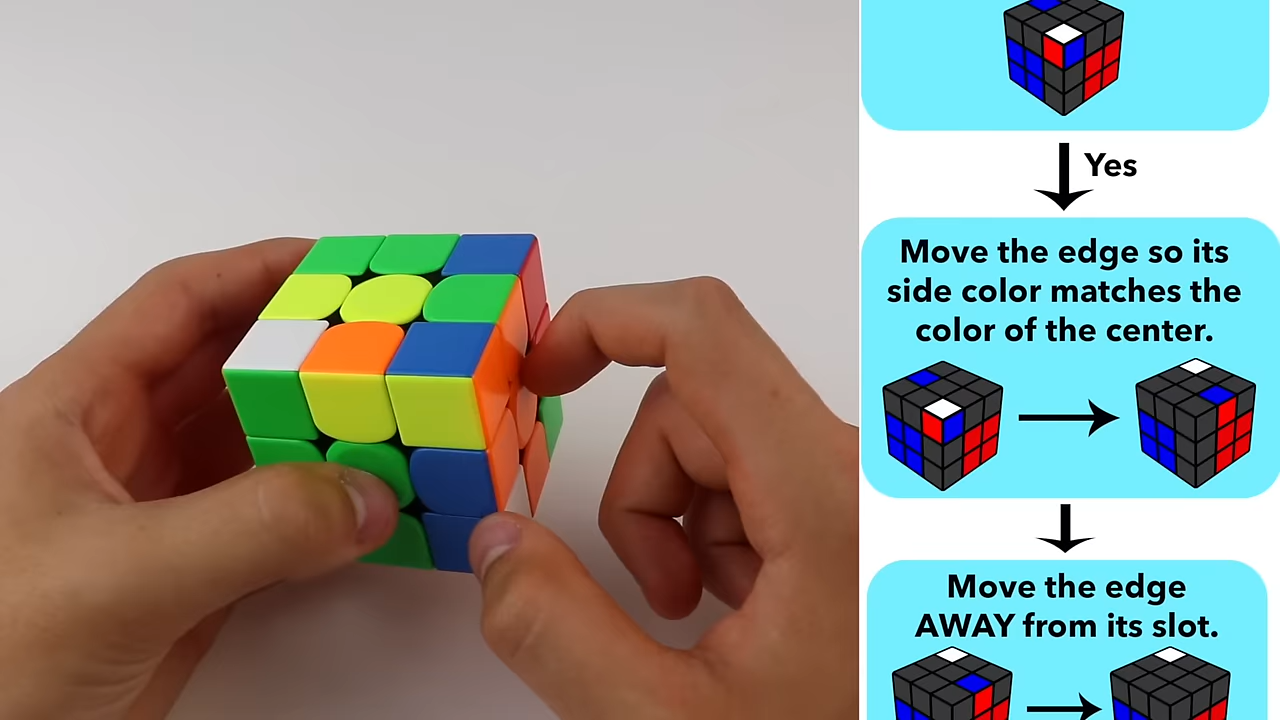 Yes
Move the edge so its
side color matches the
color of the center.
Move the edge
AWAY from its slot.